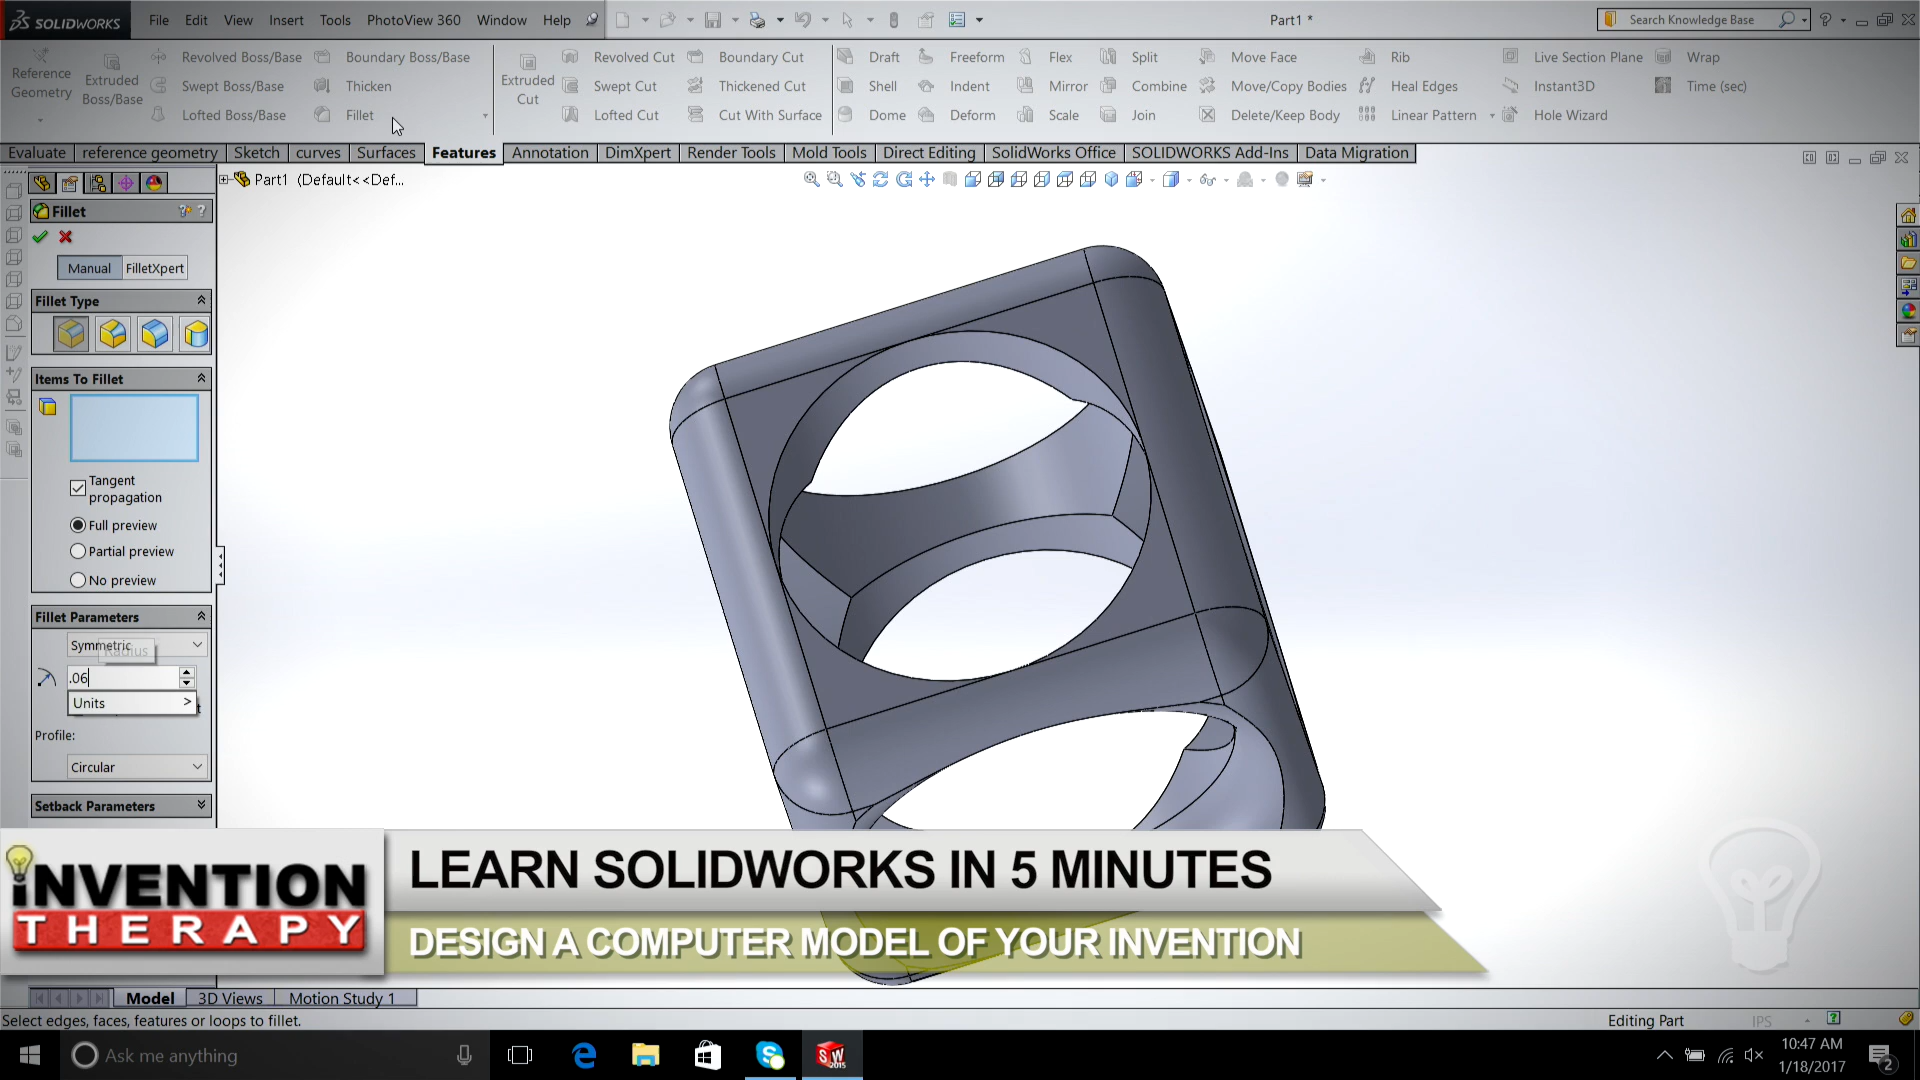 SOLIDWORKS File Edit View Insert Tools PhotoView 360 Window Help Part1 * Search Knowledge Base ?
Revolved Boss/Base Boundary Boss/Base Revolved Cut Boundary Cut Draft Freeform Flex Split Move Face Rib Live Section Plane Wrap
Reference Geometry
Extruded Boss/Base
Swept Boss/Base Thicken
Extruded Cut
Swept Cut Thickened Cut Shell Indent Mirror Combine Move/Copy Bodies Heal Edges Instant3D Time (sec)
Lofted Boss/Base Fillet Lofted Cut Cut With Surface Dome Deform Scale Join Delete/Keep Body Linear Pattern Hole Wizard
Evaluate reference geometry Sketch curves Surfaces Features Annotation DimXpert Render Tools Mold Tools Direct Editing SolidWorks Office SOLIDWORKS Add-Ins Data Migration
Part1 (Default<<Def...
Fillet ?
Manual FilletXpert
Fillet Type
Items To Fillet
Tangent
propagation
Full preview
Partial preview
No preview
Fillet Parameters
Symmetric
Radius
.06
Units >
Profile:
Circular
Setback Parameters
INVENTION
THERAPY
LEARN SOLIDWORKS IN 5 MINUTES
DESIGN A COMPUTER MODEL OF YOUR INVENTION
Model 3D Views Motion Study 1
Select edges, faces, features or loops to fillet. Editing Part IPS ?
Ask me anything
SW
2015
10:47 AM
1/18/2017
2